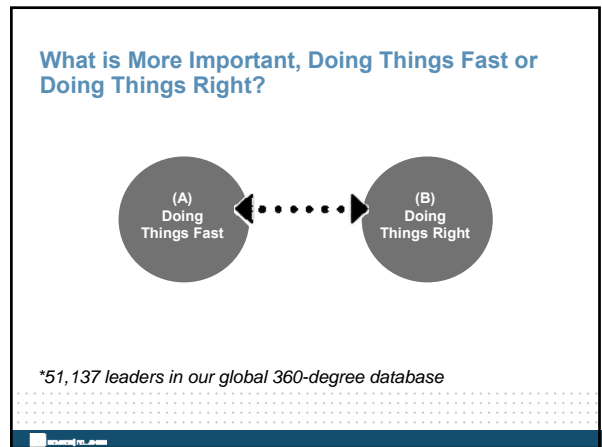 What is More Important, Doing Things Fast or
Doing Things Right?
(A)
Doing
Things Fast
(B)
Doing
Things Right
*51,137 leaders in our global 360-degree database